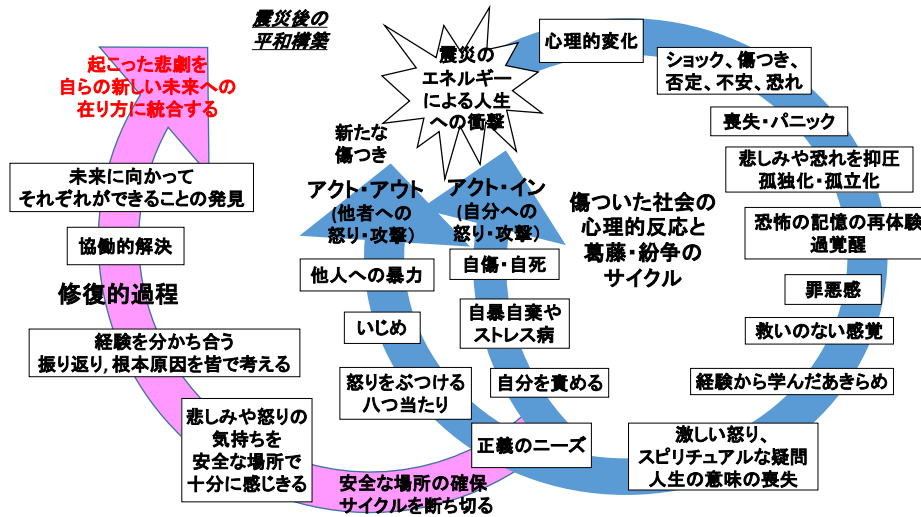 震災後の
平和構築
震災の
エネルギー
による人生
への衝撃
心理的変化
ショック、傷つき、
否定、不安、恐れ
喪失・パニック
悲しみや恐れを抑圧
孤独化・孤立化
恐怖の記憶の再体験
過覚醒
罪悪感
救いのない感覚
経験から学んだあきらめ
激しい怒り、
スピリチュアルな疑問
人生の意味の喪失
傷ついた社会の
心理的反応と
葛藤・紛争の
サイクル
正義のニーズ
アクト・イン
(自分への
怒り・攻撃)
自傷・自死
自暴自棄や
ストレス病
自分を責める
新たな
傷つき
アクト・アウト
(他者への
怒り・攻撃)
他人への暴力
いじめ
怒りをぶつける
八つ当たり
安全な場所の確保
サイクルを断ち切る
悲しみや怒りの
気持ちを
安全な場所で
十分に感じきる
経験を分かち合う
振り返り,根本原因を皆で考える
修復的過程
協働的解決
未来に向かって
それぞれができることの発見
起こった悲劇を
自らの新しい未来への
在り方に統合する